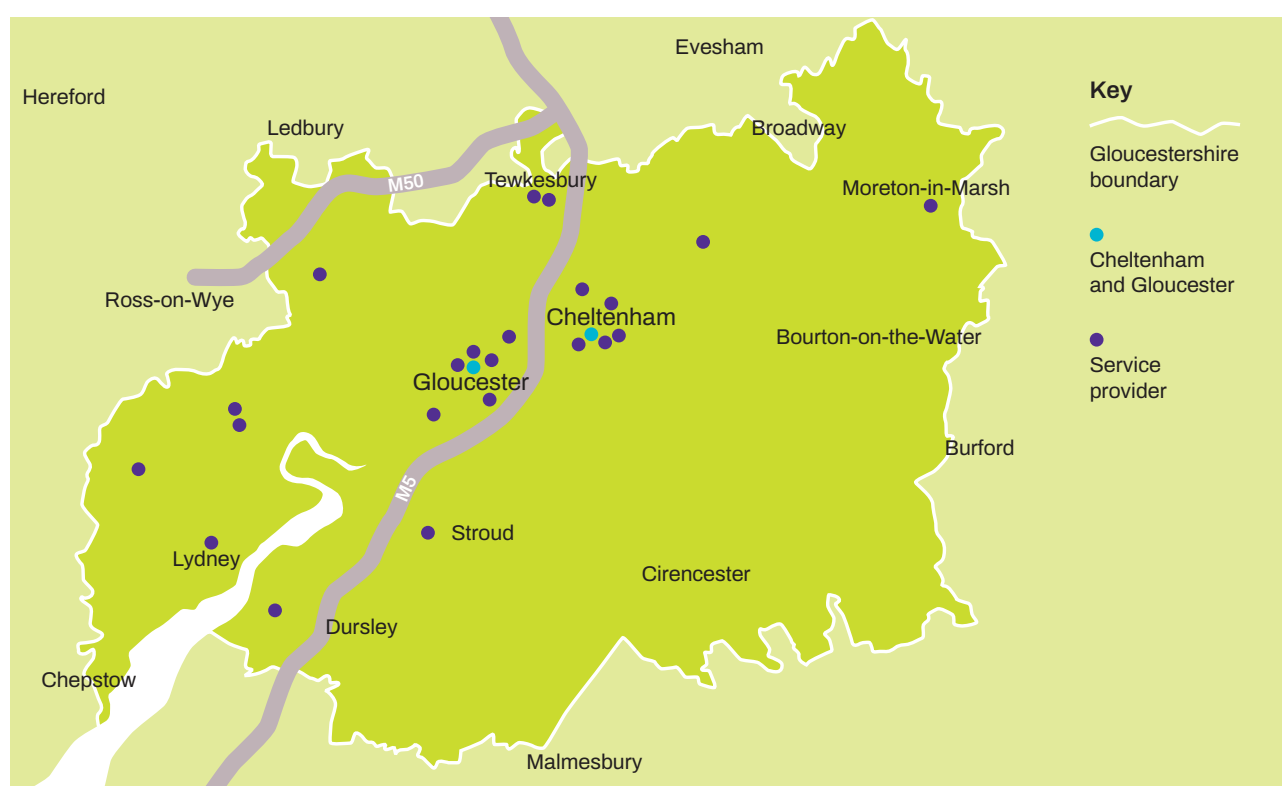 Evesham
Hereford
Key
Ledbury
Broadway
Gloucestershire
boundary
M50
Tewkesbury
Moreton-in-Marsh
Cheltenham
and Gloucester
Ross-on-Wye
Cheltenham
Bourton-on-the-Water
Service
provider
Gloucester
Burford
M5
Stroud
Lydney
Cirencester
Dursley
Chepstow
Malmesbury